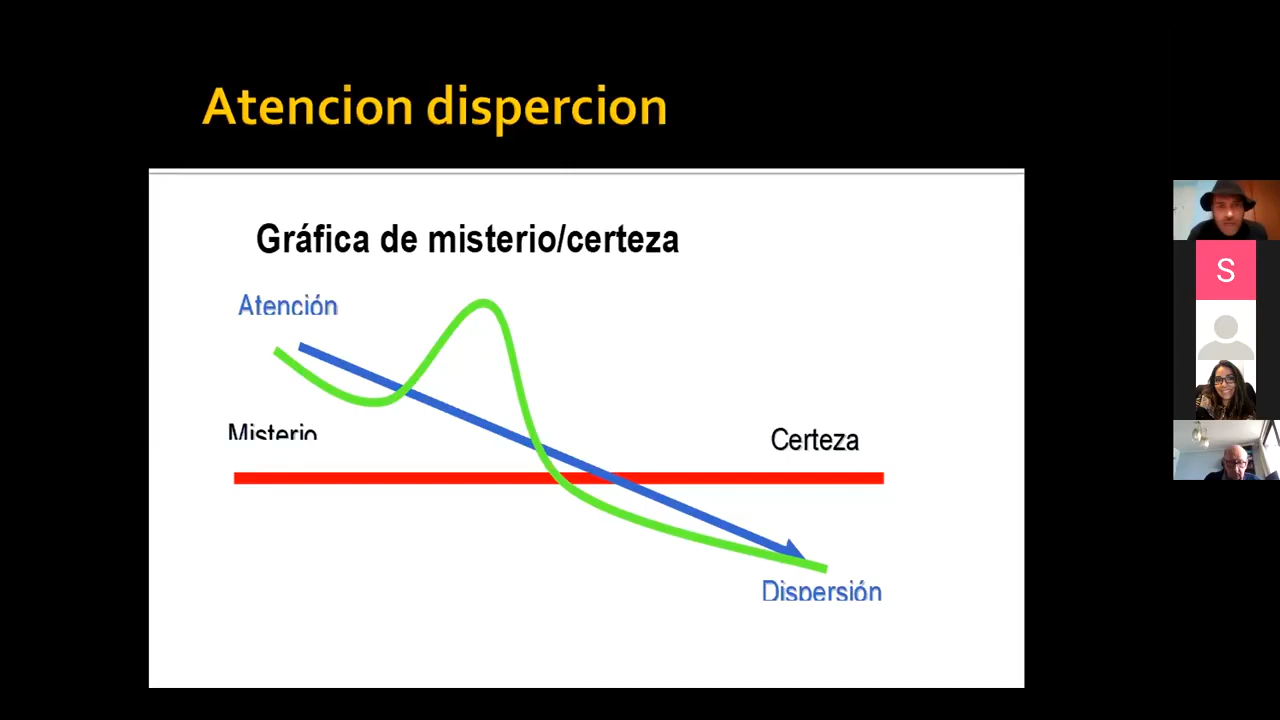 Atencion dispercion
Gráfica de misterio/certeza
Atención
Misterio
Certeza
Dispersión
S